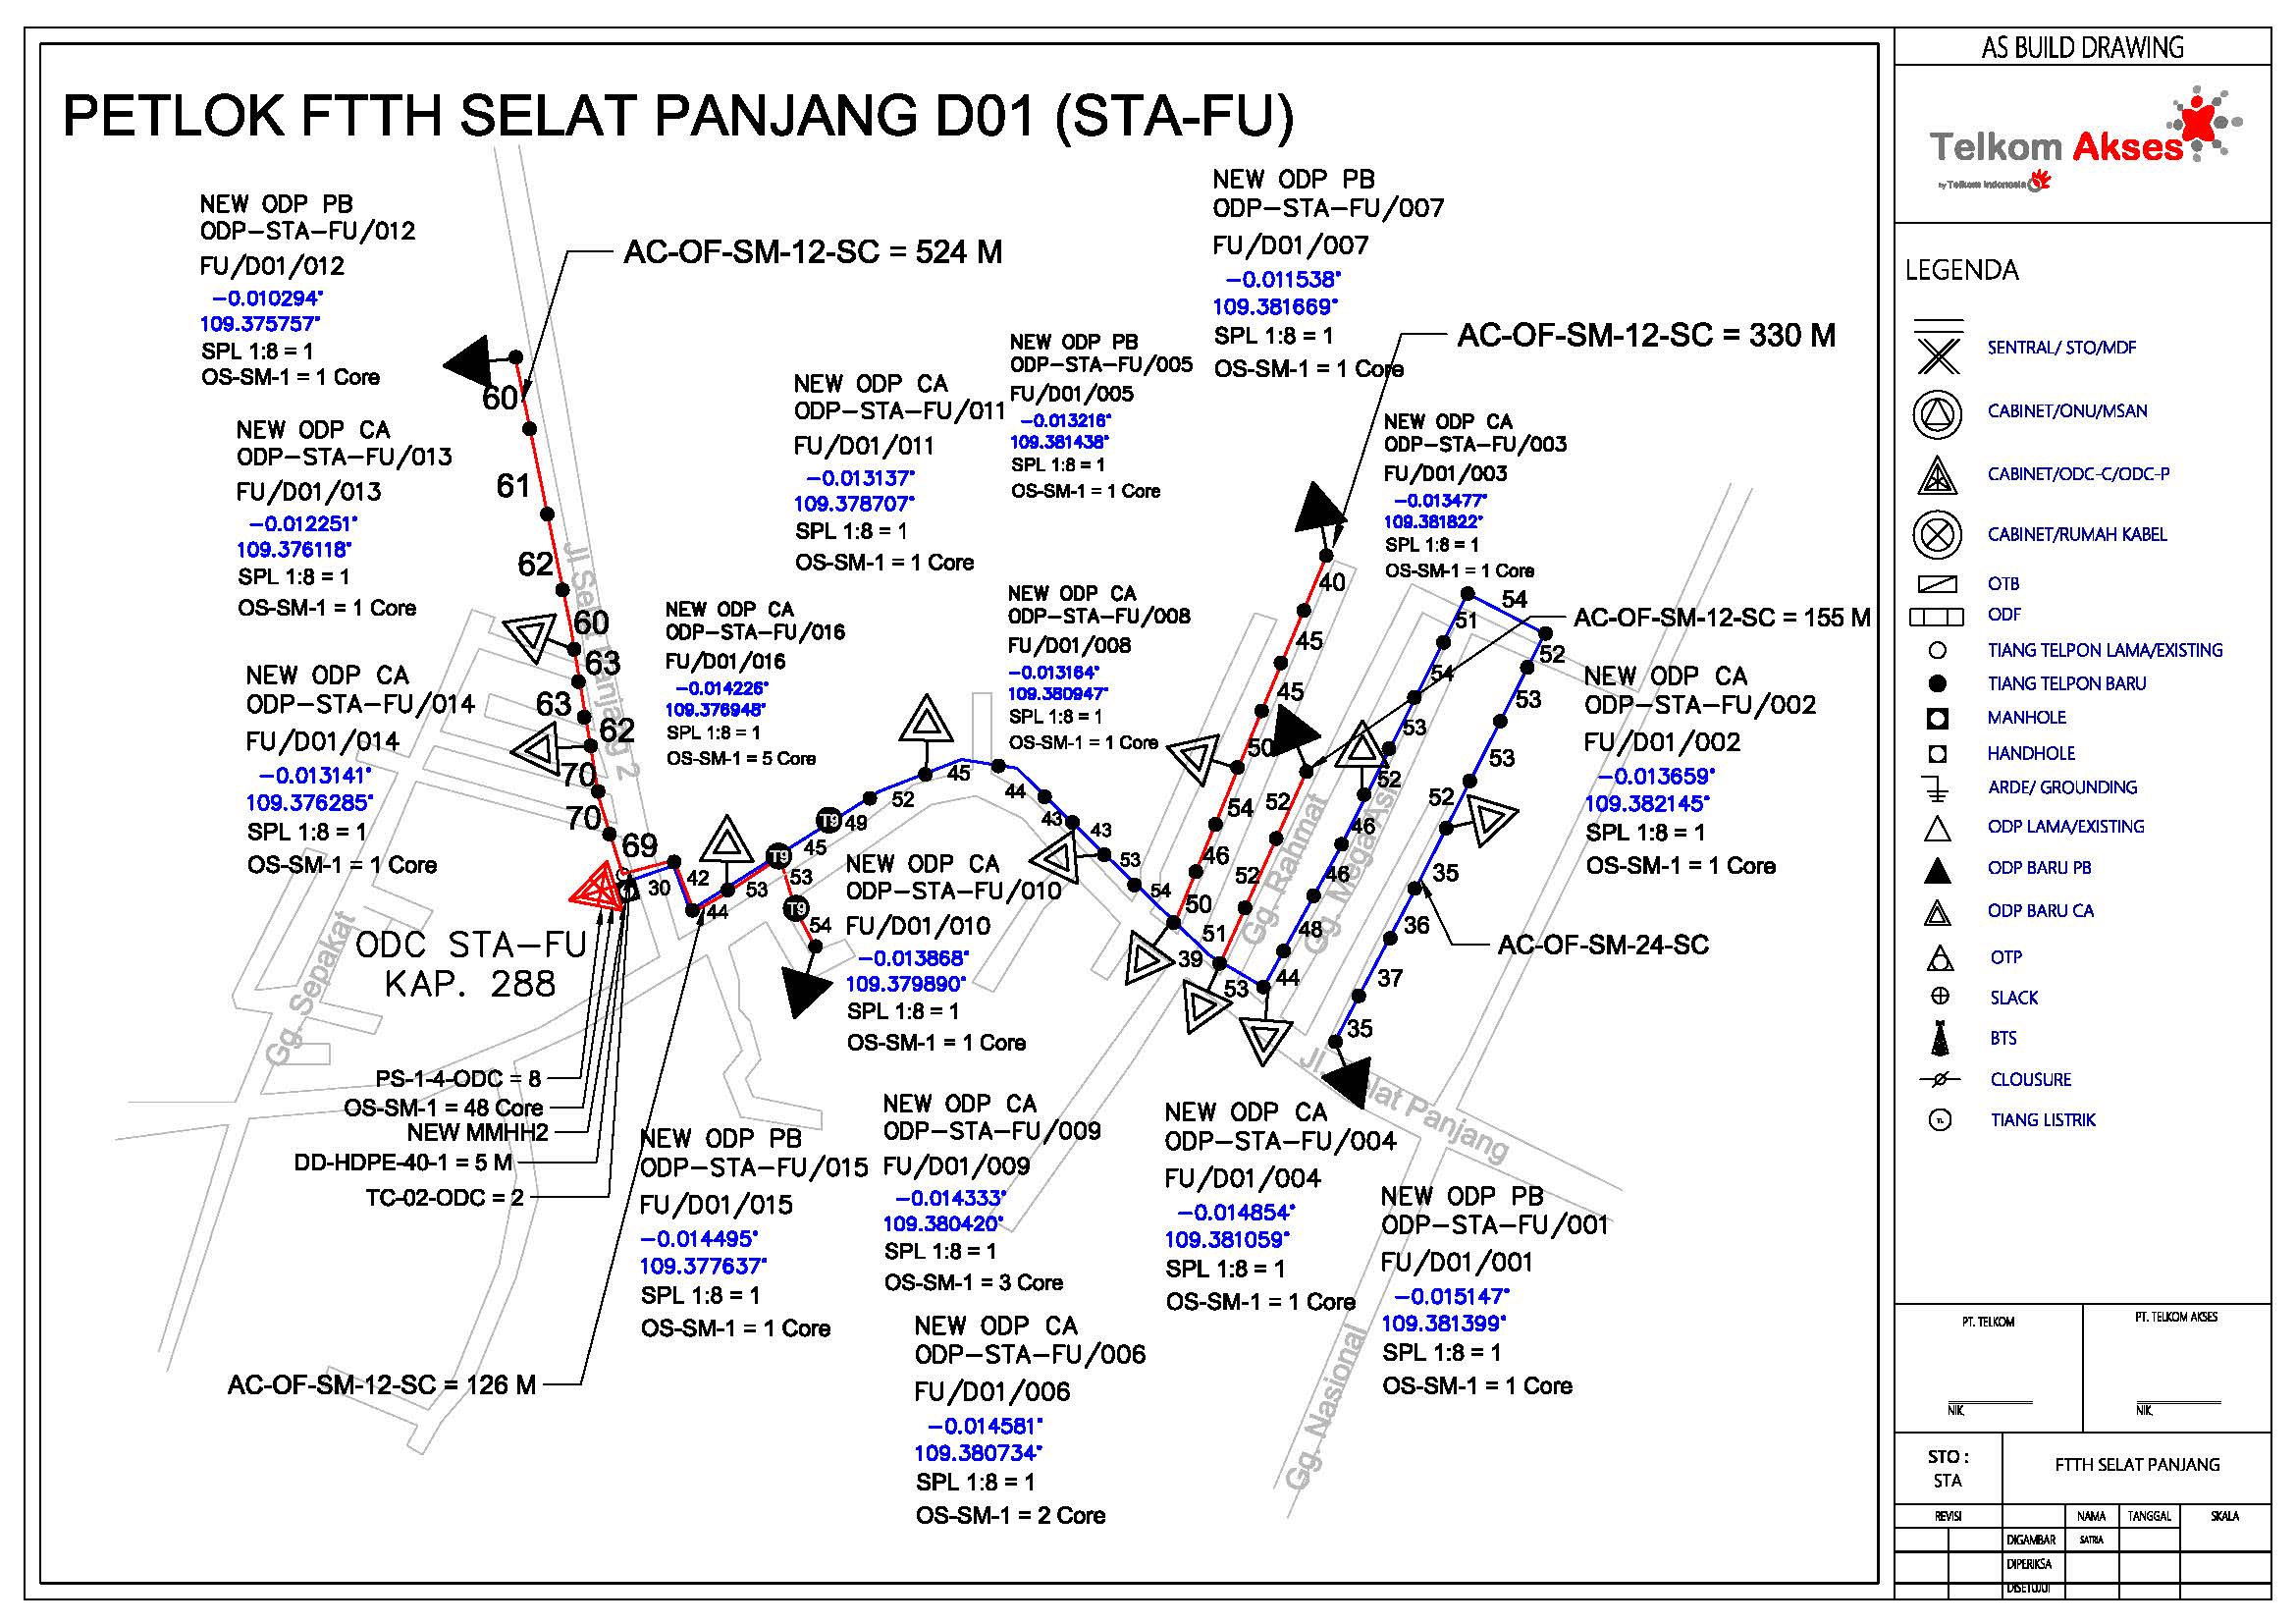 PETLOK FTTH SELAT PANJANG D01 (STA-FU)
NEW ODP PB
ODP-STA-FU/012
FU/D01/012
-0.010294°
109.375757°
SPL 1:8 = 1
OS-SM-1 = 1 Core
AC-OF-SM-12-SC = 524 M
NEW ODP CA
ODP-STA-FU/013
FU/D01/013
-0.012251°
109.376118°
SPL 1:8 = 1
OS-SM-1 = 1 Core
NEW ODP CA
ODP-STA-FU/014
FU/D01/014
-0.013141°
109.376285°
SPL 1:8 = 1
OS-SM-1 = 1 Core
NEW ODP CA
ODP-STA-FU/016
FU/D01/016
-0.014226°
109.376948°
SPL 1:8 = 1
OS-SM-1 = 5 Core
NEW ODP CA
ODP-STA-FU/011
FU/D01/011
-0.013137°
109.378707°
SPL 1:8 = 1
OS-SM-1 = 1 Core
NEW ODP PB
ODP-STA-FU/005
FU/D01/005
-0.013216°
109.381438°
SPL 1:8 = 1
OS-SM-1 = 1 Core
NEW ODP PB
ODP-STA-FU/007
FU/D01/007
-0.011538°
109.381669°
SPL 1:8 = 1
OS-SM-1 = 1 Core
AC-OF-SM-12-SC = 330 M
NEW ODP CA
ODP-STA-FU/003
FU/D01/003
-0.013477°
109.381822°
SPL 1:8 = 1
OS-SM-1 = 1 Core
NEW ODP CA
ODP-STA-FU/008
FU/D01/008
-0.013164°
109.380947°
SPL 1:8 = 1
OS-SM-1 = 1 Core
AC-OF-SM-12-SC = 155 M
NEW ODP CA
ODP-STA-FU/002
FU/D01/002
-0.013659°
109.382145°
SPL 1:8 = 1
OS-SM-1 = 1 Core
AC-OF-SM-24-SC
NEW ODP CA
ODP-STA-FU/010
FU/D01/010
-0.013868°
109.379890°
SPL 1:8 = 1
OS-SM-1 = 1 Core
ODC STA-FU
KAP. 288
PS-1-4-ODC = 8
OS-SM-1 = 48 Core
NEW MMHH2
DD-HDPE-40-1 = 5 M
TC-02-ODC = 2
AC-OF-SM-12-SC = 126 M
NEW ODP PB
ODP-STA-FU/015
FU/D01/015
-0.014495°
109.377637°
SPL 1:8 = 1
OS-SM-1 = 1 Core
NEW ODP CA
ODP-STA-FU/009
FU/D01/009
-0.014333°
109.380420°
SPL 1:8 = 1
OS-SM-1 = 3 Core
NEW ODP CA
ODP-STA-FU/006
FU/D01/006
-0.014581°
109.380734°
SPL 1:8 = 1
OS-SM-1 = 2 Core
NEW ODP CA
ODP-STA-FU/004
FU/D01/004
-0.014854°
109.381059°
SPL 1:8 = 1
OS-SM-1 = 1 Core
NEW ODP PB
ODP-STA-FU/001
FU/D01/001
-0.015147°
109.381399°
SPL 1:8 = 1
OS-SM-1 = 1 Core
60
61
62
60
63
63
62
70
70
69
30
42
44
53
T9
53
T9
54
45
T9
49
52
45
44
43
43
53
54
39
53
50
46
54
50
45
45
40
51
52
52
44
48
46
46
52
53
54
51
54
52
53
53
52
35
36
37
35
Gg. Sepakat
Gg. Rahmat
Gg. Mega Asri
Gg. Nasional
AS BUILD DRAWING
Telkom Akses
by Telkom Indonesia
LEGENDA
SENTRAL/ STO/MDF
CABINET/ONU/MSAN
CABINET/ODC-C/ODC-P
CABINET/RUMAH KABEL
OTB
ODF
TIANG TELPON LAMA/EXISTING
TIANG TELPON BARU
MANHOLE
HANDHOLE
ARDE/ GROUNDING
ODP LAMA/EXISTING
ODP BARU PB
ODP BARU CA
OTP
SLACK
BTS
CLOUSURE
TL
TIANG LISTRIK
PT. TELKOM
PT. TELKOM AKSES
NIK.
NIK.
STO :
STA
FTTH SELAT PANJANG
REVISI
NAMA
TANGGAL
SKALA
DIGAMBAR
SATRIA
DIPERIKSA
DISETUJUI